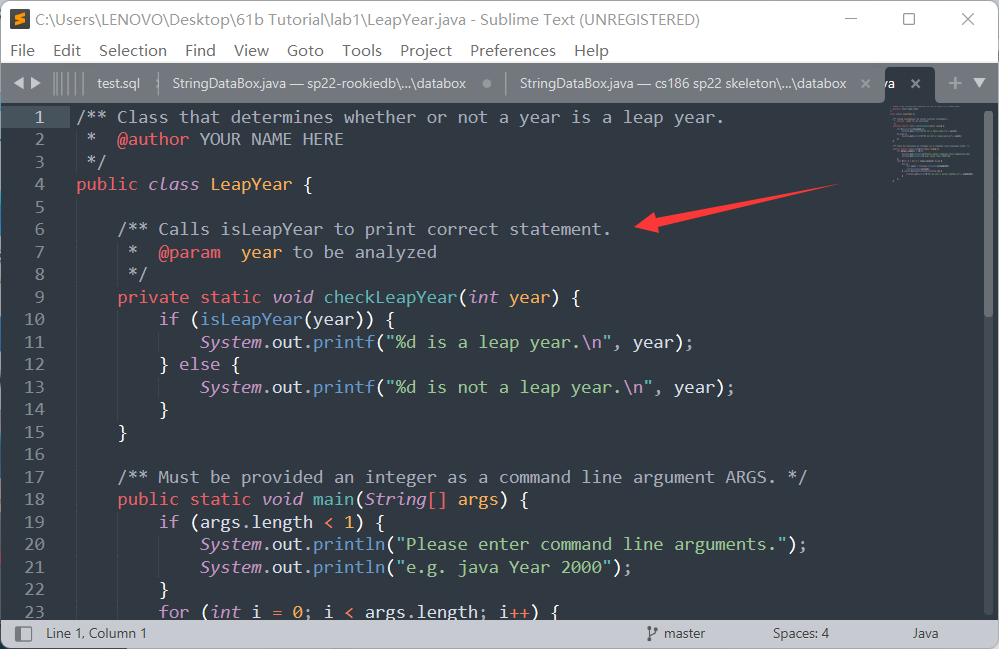 C:\Users\LENOVO\Desktop\61b Tutorial\lab1\LeapYear.java - Sublime Text (UNREGISTERED)
File Edit Selection Find View Goto Tools Project Preferences Help
test.sql StringDataBox.java — sp22-rookiedb\...\databox StringDataBox.java — cs186 sp22 skeleton\...\databox va
1 /** Class that determines whether or not a year is a leap year.
2  *  @author YOUR NAME HERE
3  */
4 public class LeapYear {
5
6     /** Calls isLeapYear to print correct statement.
7      *  @param  year to be analyzed
8      */
9     private static void checkLeapYear(int year) {
10         if (isLeapYear(year)) {
11             System.out.printf("%d is a leap year.\n", year);
12         } else {
13             System.out.printf("%d is not a leap year.\n", year);
14         }
15     }
16
17     /** Must be provided an integer as a command line argument ARGS. */
18     public static void main(String[] args) {
19         if (args.length < 1) {
20             System.out.println("Please enter command line arguments.");
21             System.out.println("e.g. java Year 2000");
22         }
23         for (int i = 0; i < args.length; i++) {
Line 1, Column 1 master Spaces: 4 Java